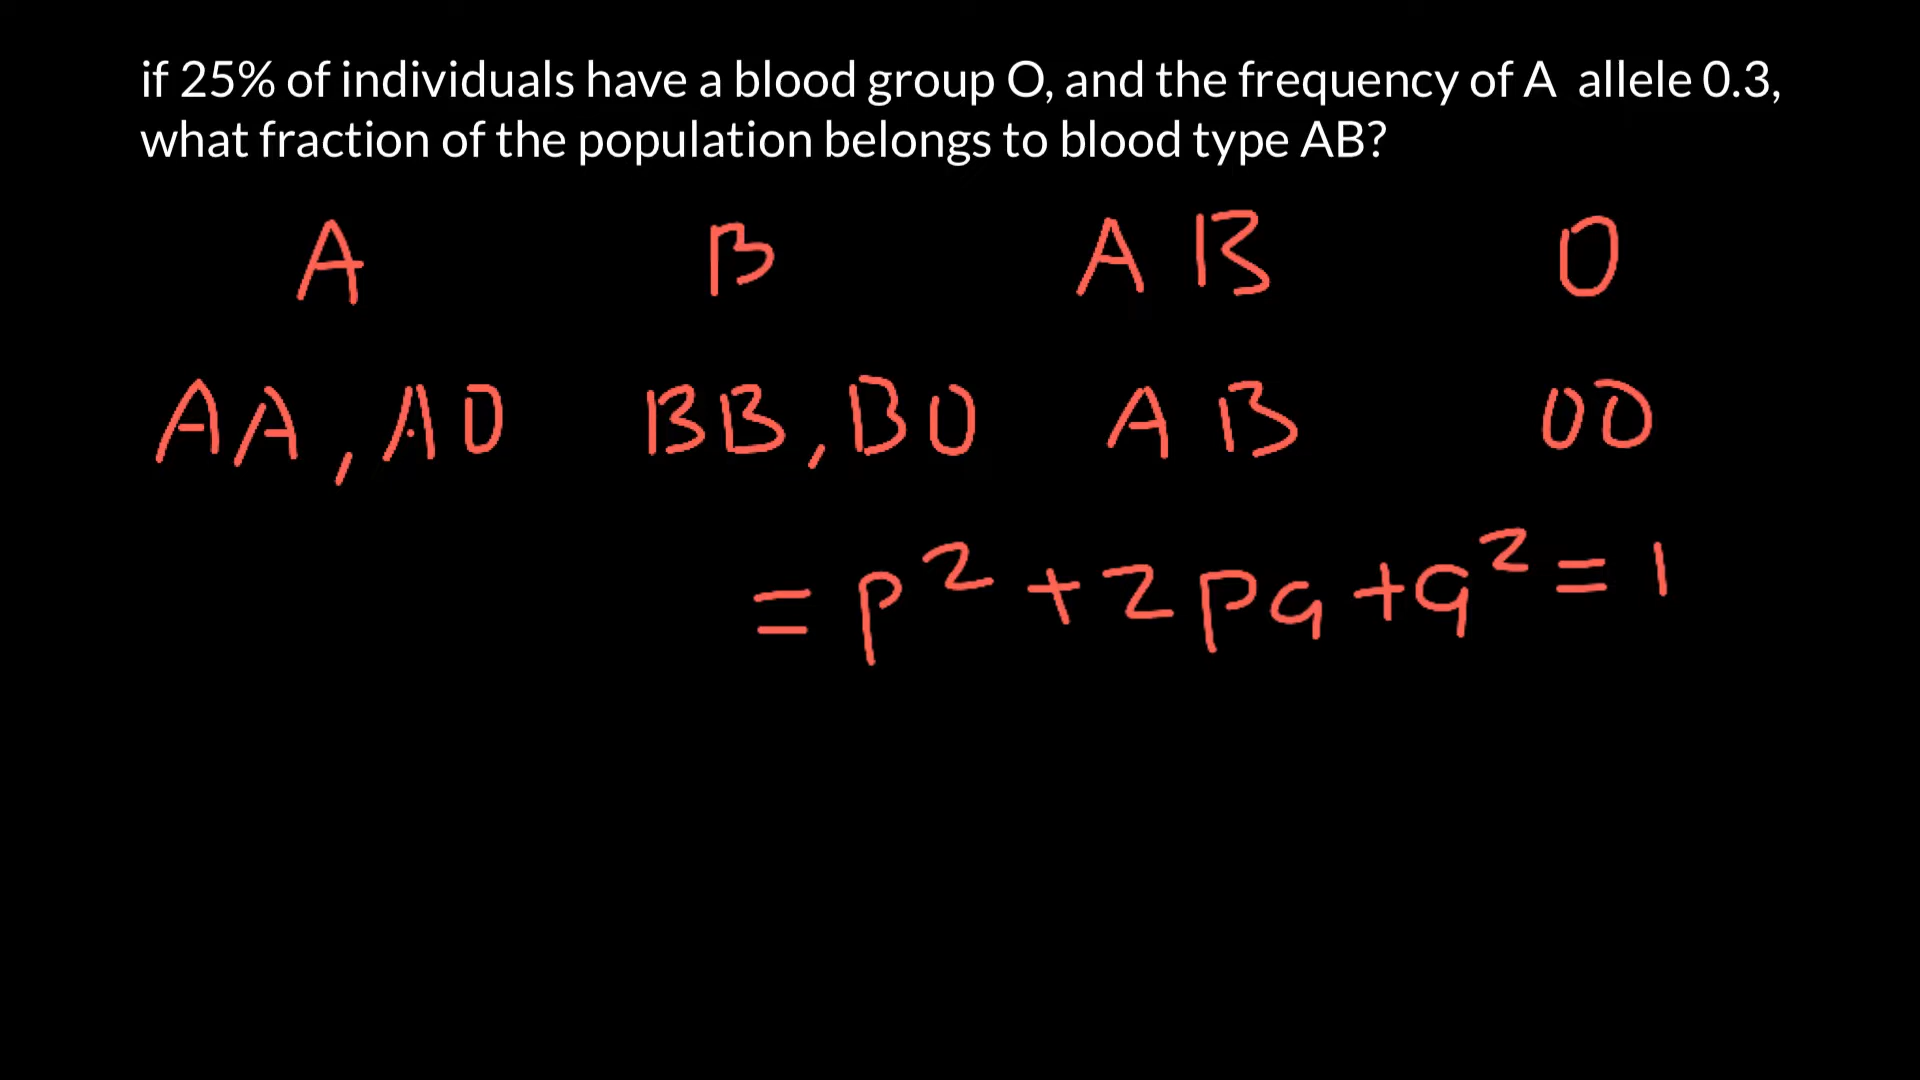 if 25% of individuals have a blood group O, and the frequency of A  allele 0.3,
what fraction of the population belongs to blood type AB?
A B AB O
AA, AO BB, BO AB OO
= p² + 2pq + q² = 1